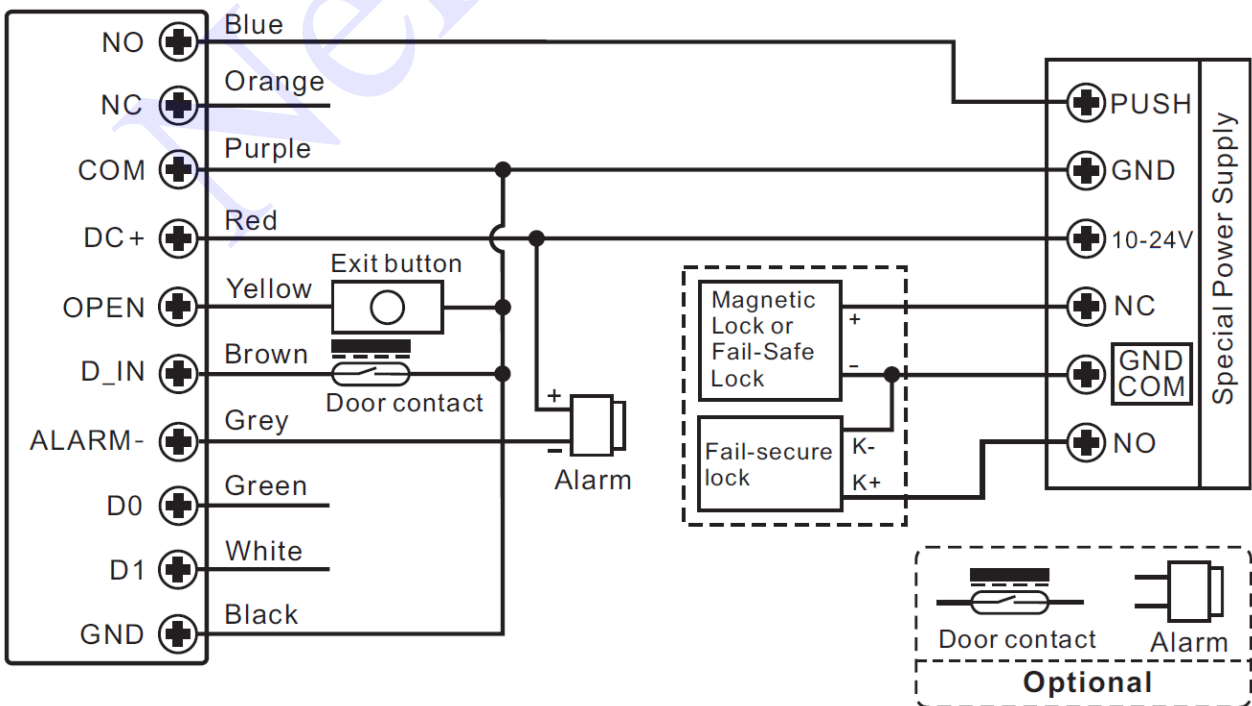 NO
Blue
NC
Orange
COM
Purple
DC+
Red
OPEN
Yellow
Exit button
D_IN
Brown
Door contact
ALARM-
Grey
+
-
Alarm
D0
Green
D1
White
GND
Black
Magnetic
Lock or
Fail-Safe
Lock
+
-
Fail-secure
lock
K-
K+
PUSH
GND
10-24V
NC
GND
COM
NO
Special Power Supply
Door contact
Alarm
Optional